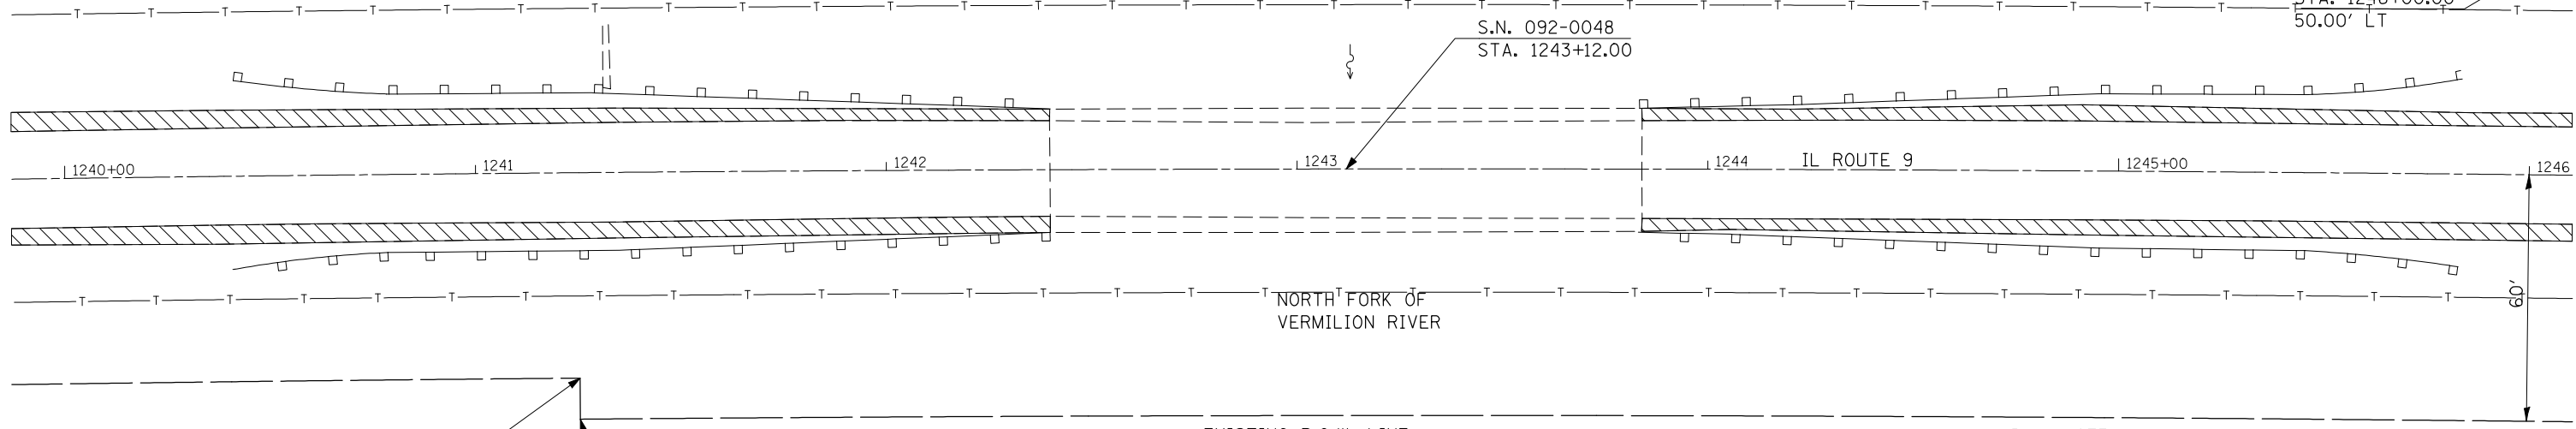 S.N. 092-0048
STA. 1243+12.00
50.00' LT
1240+00
1241
1242
1243
1244
IL ROUTE 9
1245+00
1246
60'
NORTH FORK OF
VERMILION RIVER